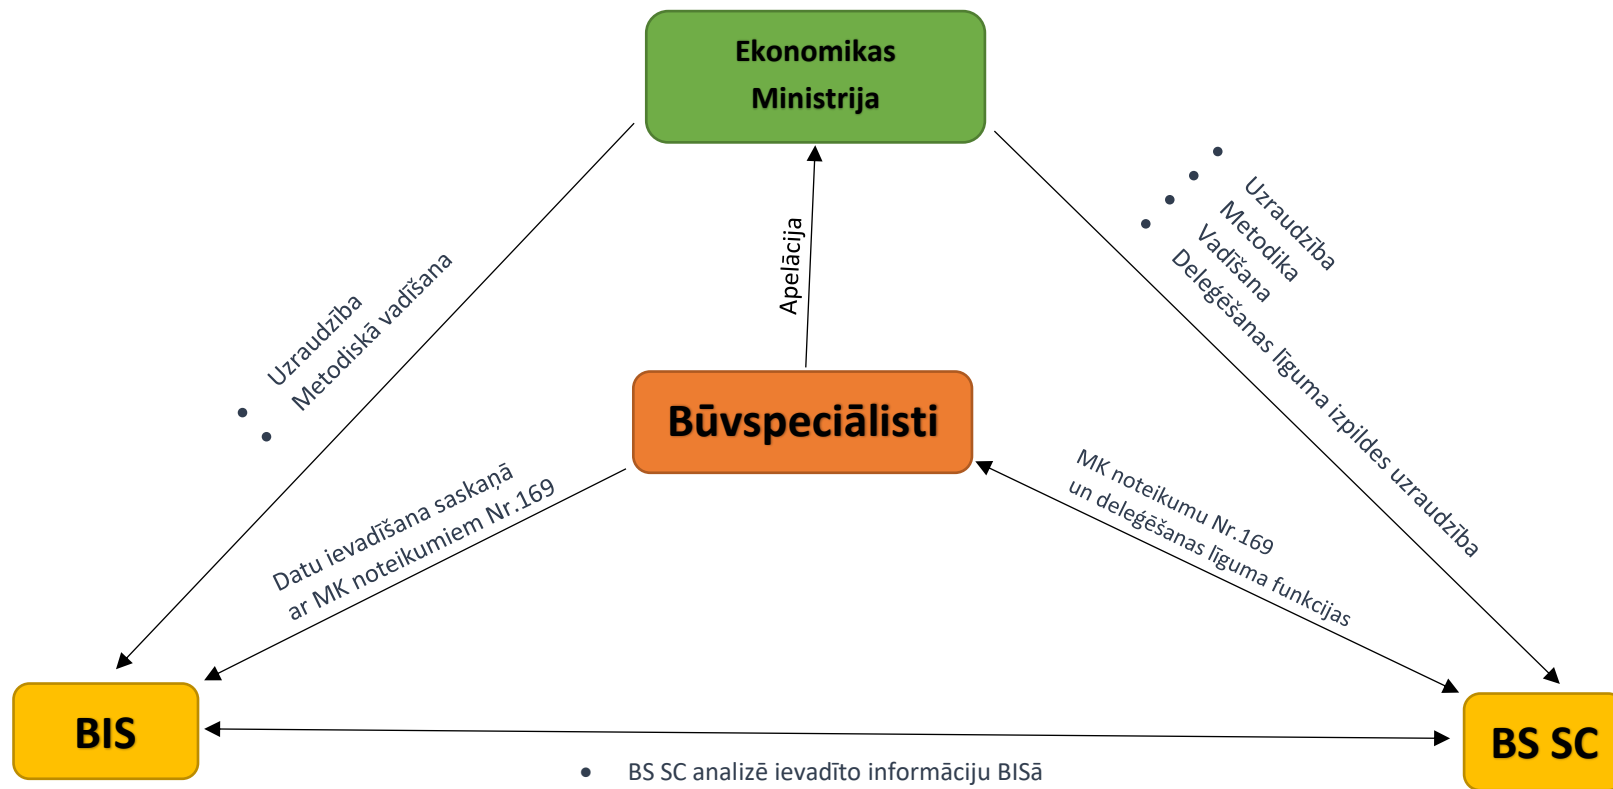 Ekonomikas
Ministrija
Apelācija
• Uzraudzība
• Metodiskā vadīšana
• Uzraudzība
• Metodika
• Vadīšana
• Deleģēšanas līguma izpildes uzraudzība
Būvspeciālisti
Datu ievadīšana saskaņā
ar MK noteikumiem Nr.169
MK noteikumu Nr.169
un deleģēšanas līguma funkcijas
BIS
BS SC
• BS SC analizē ievadīto informāciju BISā